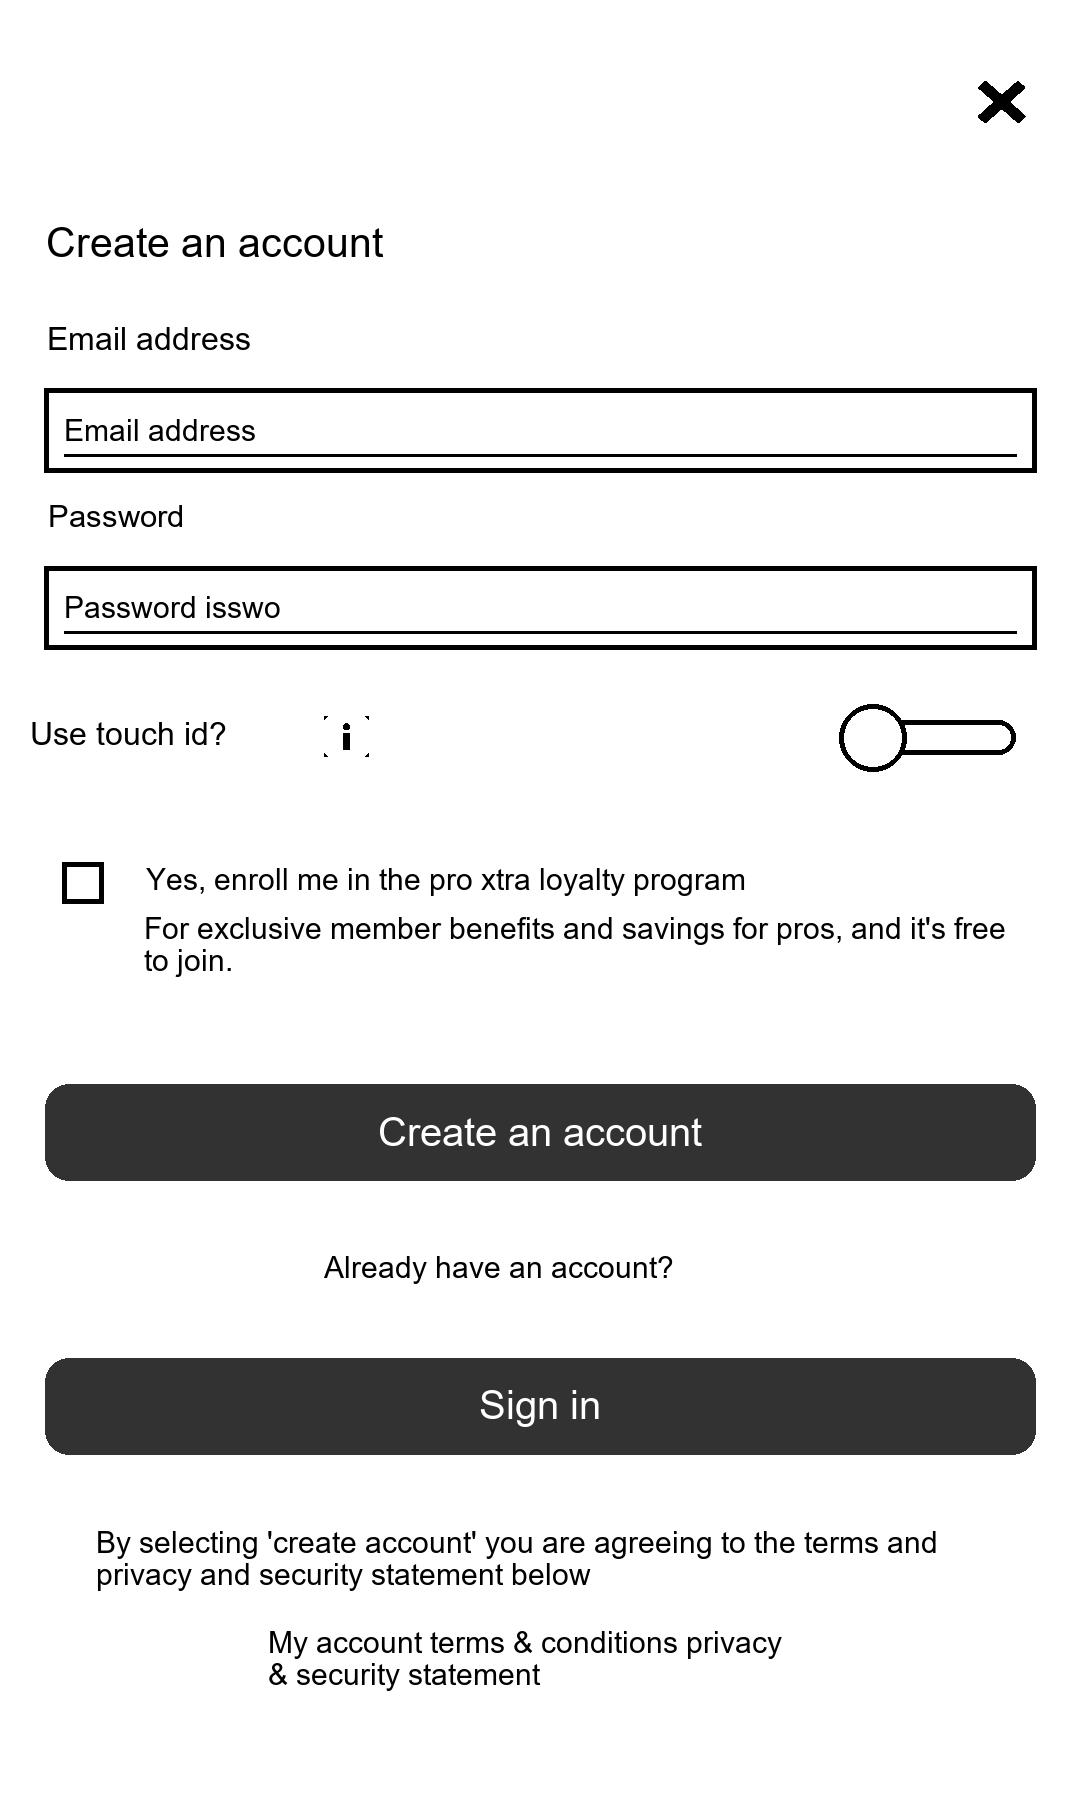 Create an account
Email address
Email address
Password
Password isswo
Use touch id?
i
Yes, enroll me in the pro xtra loyalty program
For exclusive member benefits and savings for pros, and it's free
to join.
Create an account
Already have an account?
Sign in
By selecting 'create account' you are agreeing to the terms and
privacy and security statement below
My account terms & conditions privacy
& security statement